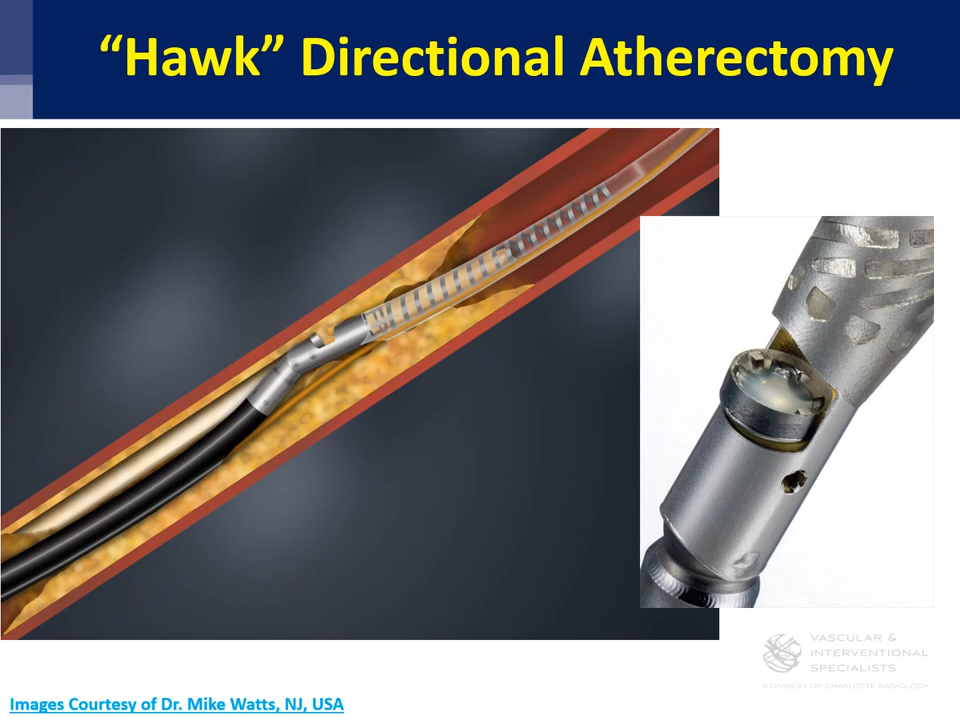 “Hawk” Directional Atherectomy
VASCULAR &
INTERVENTIONAL
SPECIALISTS
A DIVISION OF CHARLOTTE RADIOLOGY
Images Courtesy of Dr. Mike Watts, NJ, USA